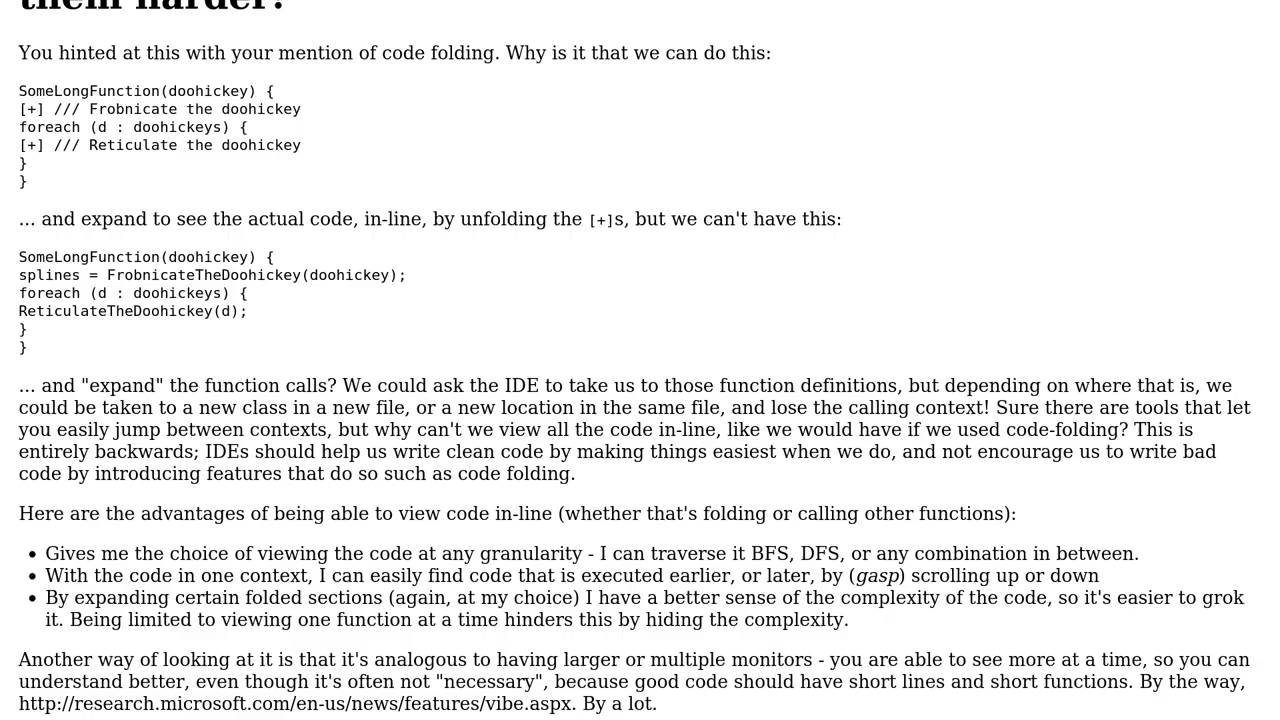 them harder?
You hinted at this with your mention of code folding. Why is it that we can do this:
SomeLongFunction(doohickey) {
[+] /// Frobnicate the doohickey
foreach (d : doohickeys) {
[+] /// Reticulate the doohickey
}
}
... and expand to see the actual code, in-line, by unfolding the [+]s, but we can't have this:
SomeLongFunction(doohickey) {
splines = FrobnicateTheDoohickey(doohickey);
foreach (d : doohickeys) {
ReticulateTheDoohickey(d);
}
}
... and "expand" the function calls? We could ask the IDE to take us to those function definitions, but depending on where that is, we
could be taken to a new class in a new file, or a new location in the same file, and lose the calling context! Sure there are tools that let
you easily jump between contexts, but why can't we view all the code in-line, like we would have if we used code-folding? This is
entirely backwards; IDEs should help us write clean code by making things easiest when we do, and not encourage us to write bad
code by introducing features that do so such as code folding.
Here are the advantages of being able to view code in-line (whether that's folding or calling other functions):
• Gives me the choice of viewing the code at any granularity - I can traverse it BFS, DFS, or any combination in between.
• With the code in one context, I can easily find code that is executed earlier, or later, by (gasp) scrolling up or down
• By expanding certain folded sections (again, at my choice) I have a better sense of the complexity of the code, so it's easier to grok
it. Being limited to viewing one function at a time hinders this by hiding the complexity.
Another way of looking at it is that it's analogous to having larger or multiple monitors - you are able to see more at a time, so you can
understand better, even though it's often not "necessary", because good code should have short lines and short functions. By the way,
http://research.microsoft.com/en-us/news/features/vibe.aspx. By a lot.